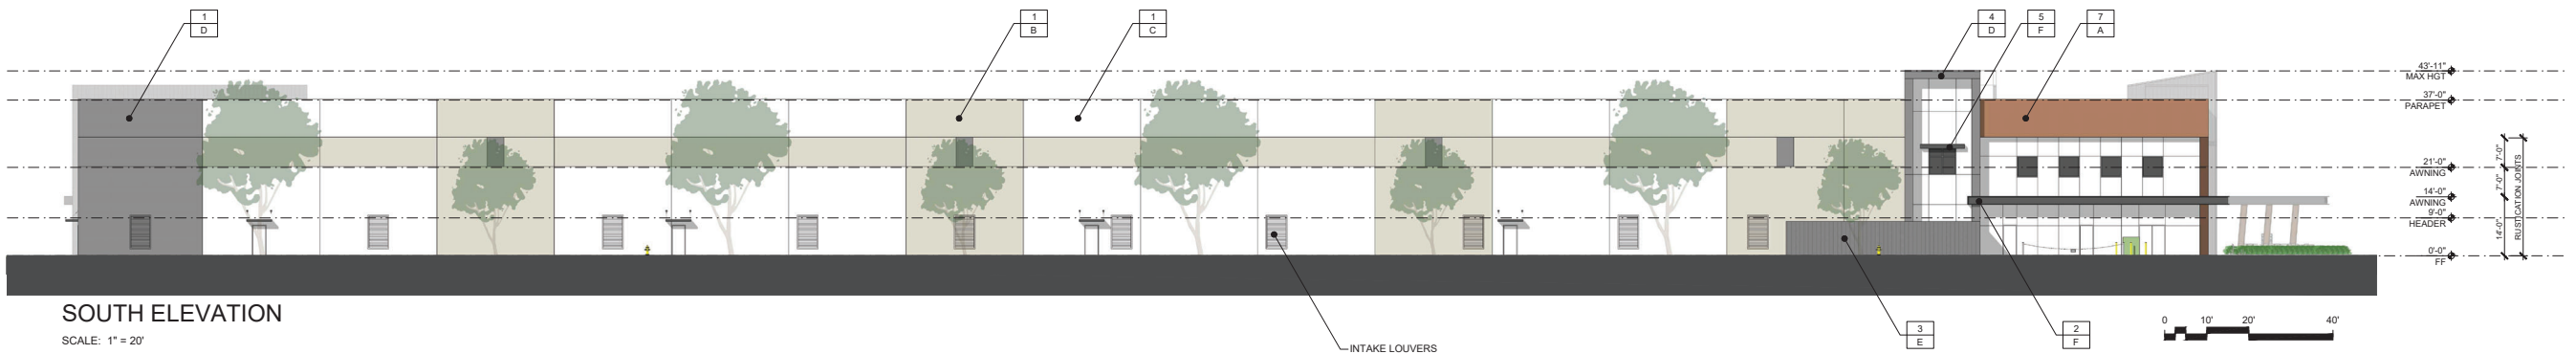 1
D
1
B
1
C
4
D
5
F
7
A
43'-11"
MAX HGT
37'-0"
PARAPET
21'-0"
AWNING
14'-0"
AWNING
9'-0"
HEADER
0'-0"
FF
7'-0"
7'-0"
14'-0"
RUSTICATION JOINTS
SOUTH ELEVATION
SCALE: 1" = 20'
INTAKE LOUVERS
3
E
2
F
0 10' 20' 40'